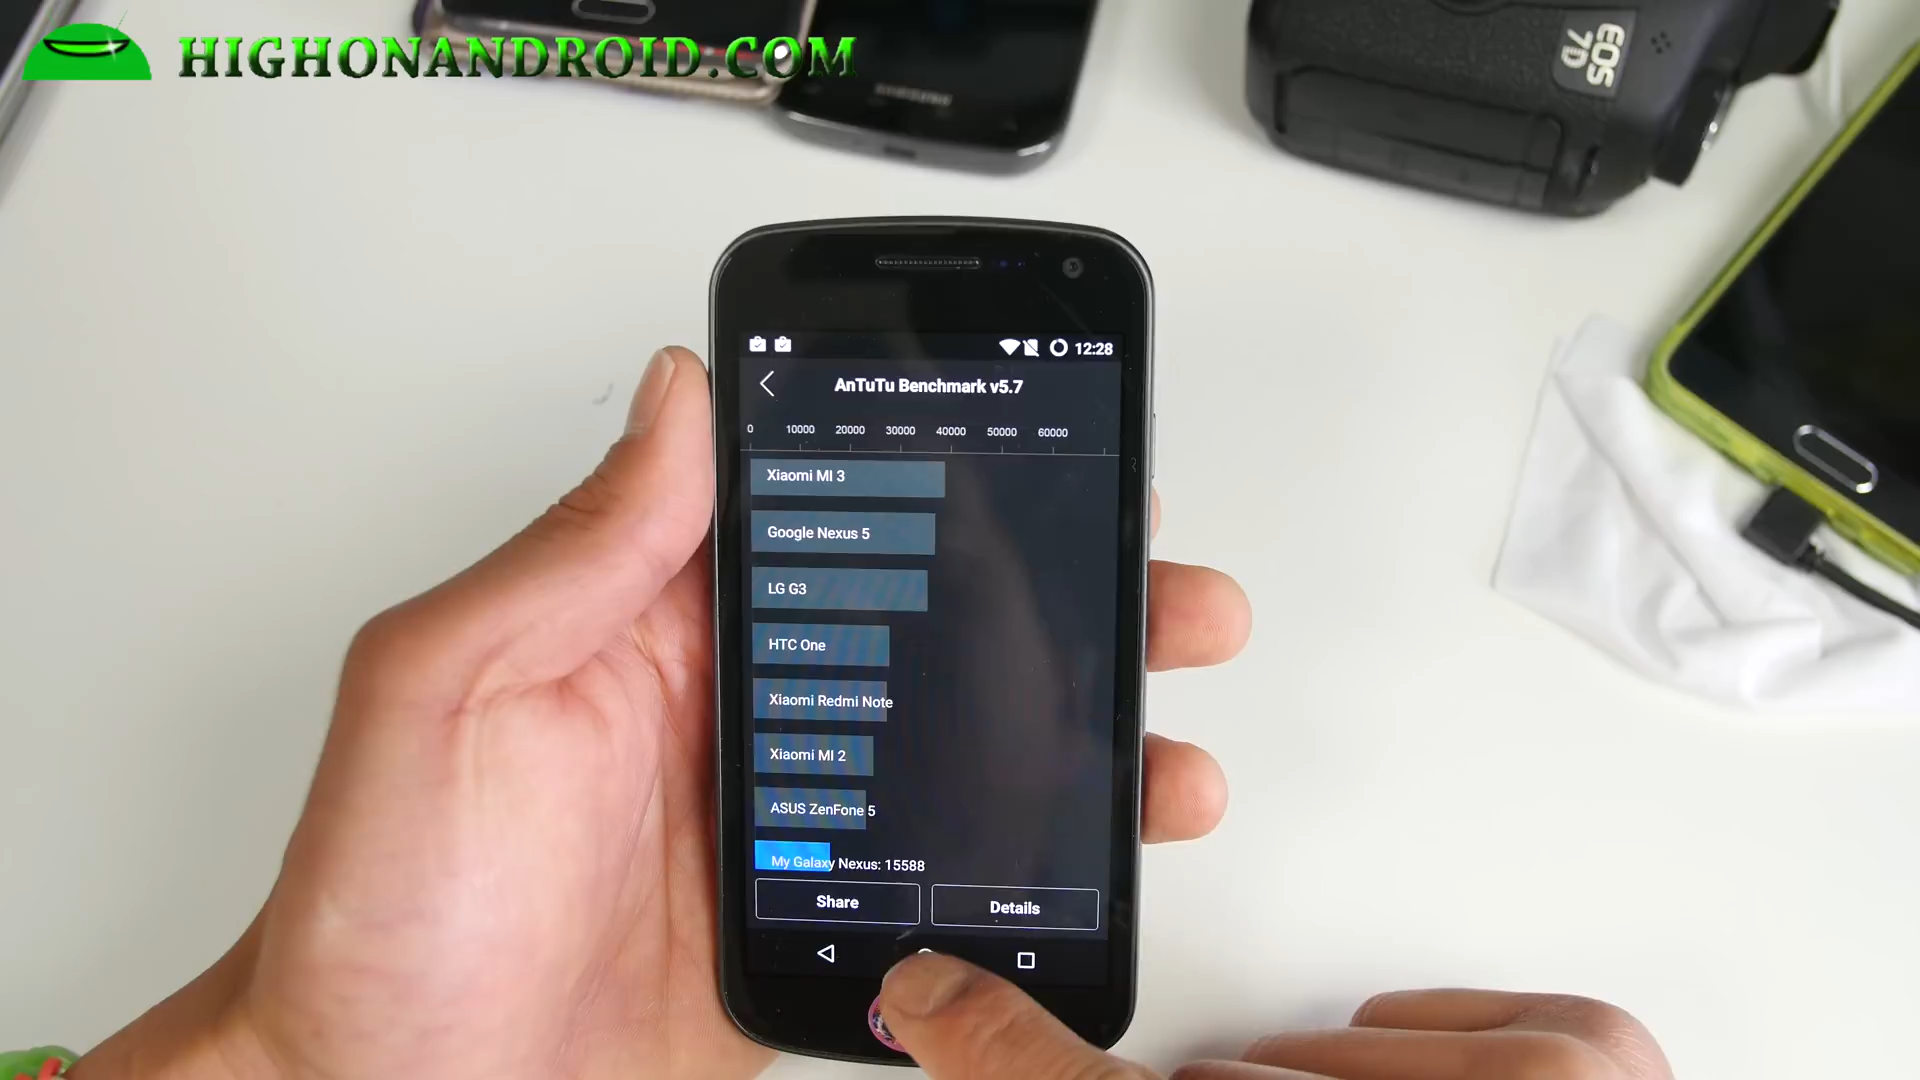 HIGHONANDROID.COM
SAMSUNG
EOS
7D
12:28
AnTuTu Benchmark v5.7
0 10000 20000 30000 40000 50000 60000
Xiaomi MI 3
Google Nexus 5
LG G3
HTC One
Xiaomi Redmi Note
Xiaomi MI 2
ASUS ZenFone 5
My Galaxy Nexus: 15588
Share Details